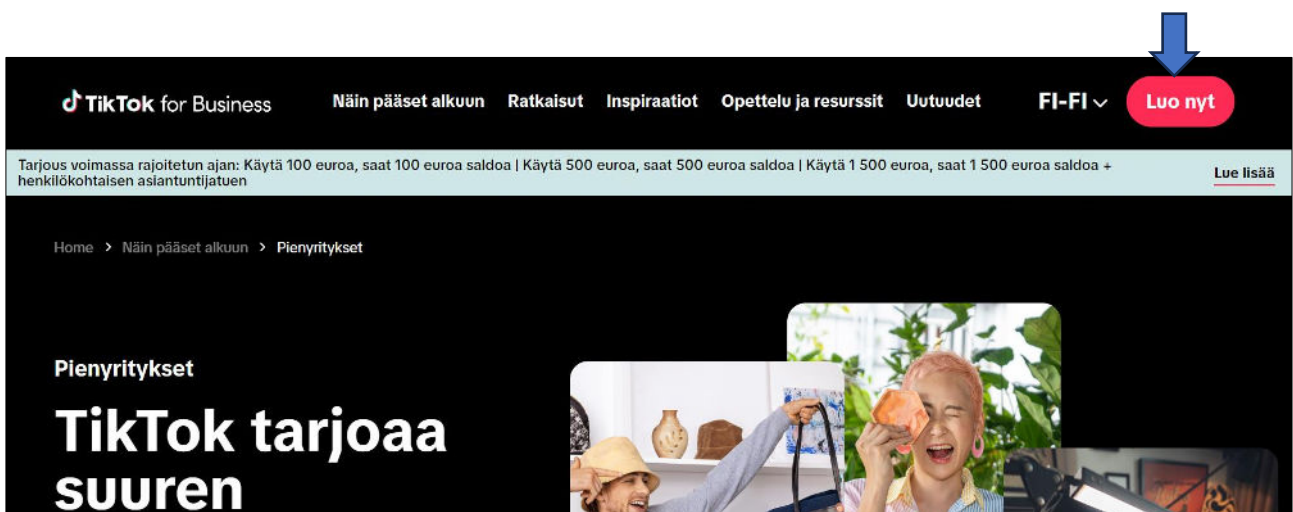 TikTok for Business
Näin pääset alkuun
Ratkaisut
Inspiraatiot
Opettelu ja resurssit
Uutuudet
FI-FI
Luo nyt
Tarjous voimassa rajoitetun ajan: Käytä 100 euroa, saat 100 euroa saldoa | Käytä 500 euroa, saat 500 euroa saldoa | Käytä 1 500 euroa, saat 1 500 euroa saldoa +
henkilökohtaisen asiantuntijatuen
Lue lisää
Home > Näin pääset alkuun > Pienyritykset
Pienyritykset
TikTok tarjoaa
suuren